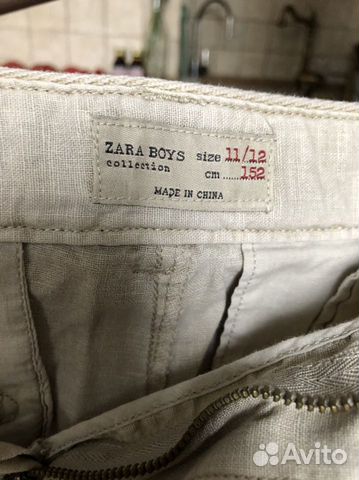 ZARA BOYS size 11/12
collection cm ...... 152
MADE IN CHINA
Avito